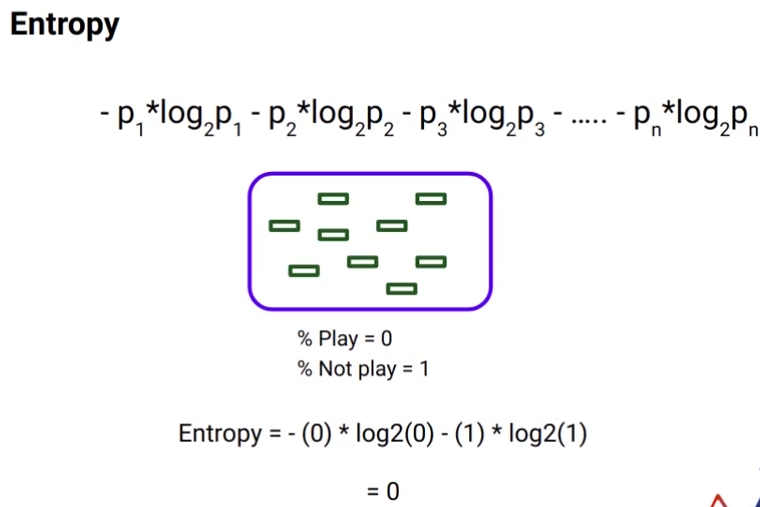 Entropy
- p₁*log₂p₁ - p₂*log₂p₂ - p₃*log₂p₃ - ..... - pₙ*log₂pₙ
% Play = 0
% Not play = 1
Entropy = - (0) * log2(0) - (1) * log2(1)
= 0